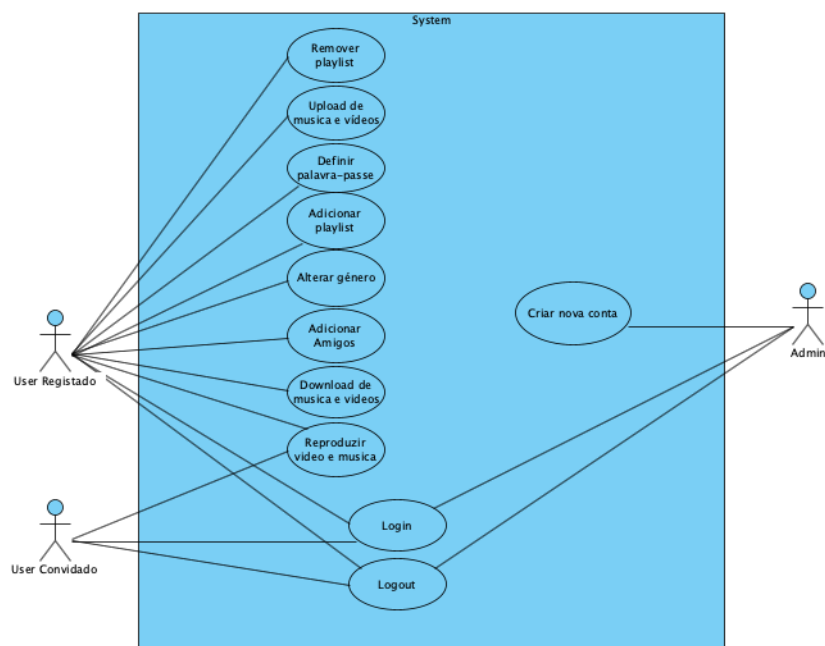 System
Remover
playlist
Upload de
musica e vídeos
Definir
palavra-passe
Adicionar
playlist
Alterar género
Criar nova conta
Adicionar
Amigos
User Registado
Admin
Download de
musica e videos
Reproduzir
video e musica
Login
User Convidado
Logout